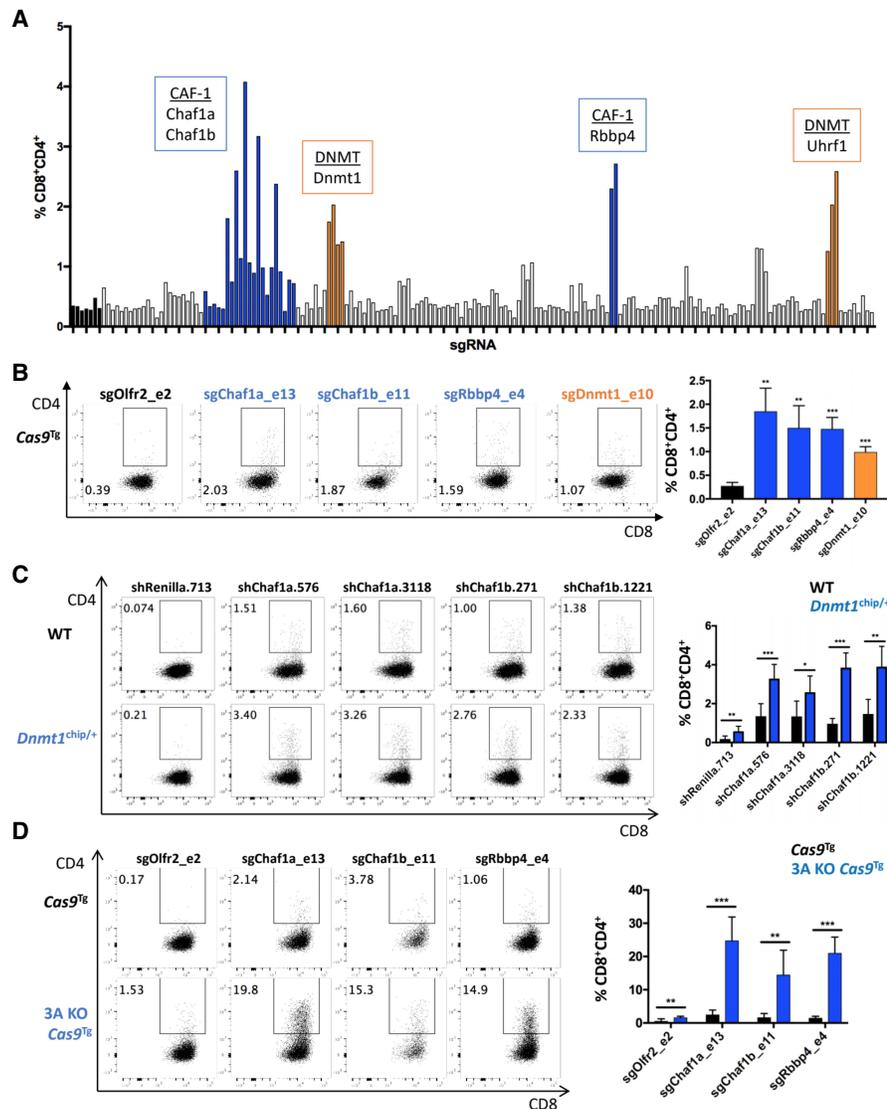 A
5
4
3
2
1
0
% CD8+CD4+
CAF-1
Chaf1a
Chaf1b
DNMT
Dnmt1
CAF-1
Rbbp4
DNMT
Uhrf1
sgRNA
B
CD4
Cas9Tg
sgOlfr2_e2
sgChaf1a_e13
sgChaf1b_e11
sgRbbp4_e4
sgDnmt1_e10
0.39
2.03
1.87
1.59
1.07
CD8
% CD8+CD4+
2.5
2.0
1.5
1.0
0.5
0.0
**
**
***
***
sgOlfr2_e2
sgChaf1a_e13
sgChaf1b_e11
sgRbbp4_e4
sgDnmt1_e10
C
CD4
shRenilla.713
shChaf1a.576
shChaf1a.3118
shChaf1b.271
shChaf1b.1221
WT
0.074
1.51
1.60
1.00
1.38
Dnmt1chip/+
0.21
3.40
3.26
2.76
2.33
CD8
WT
Dnmt1chip/+
% CD8+CD4+
6
4
2
0
**
***
*
***
**
shRenilla.713
shChaf1a.576
shChaf1a.3118
shChaf1b.271
shChaf1b.1221
D
CD4
sgOlfr2_e2
sgChaf1a_e13
sgChaf1b_e11
sgRbbp4_e4
Cas9Tg
0.17
2.14
3.78
1.06
3A KO
Cas9Tg
1.53
19.8
15.3
14.9
CD8
Cas9Tg
3A KO Cas9Tg
% CD8+CD4+
40
30
20
10
0
**
***
**
***
sgOlfr2_e2
sgChaf1a_e13
sgChaf1b_e11
sgRbbp4_e4